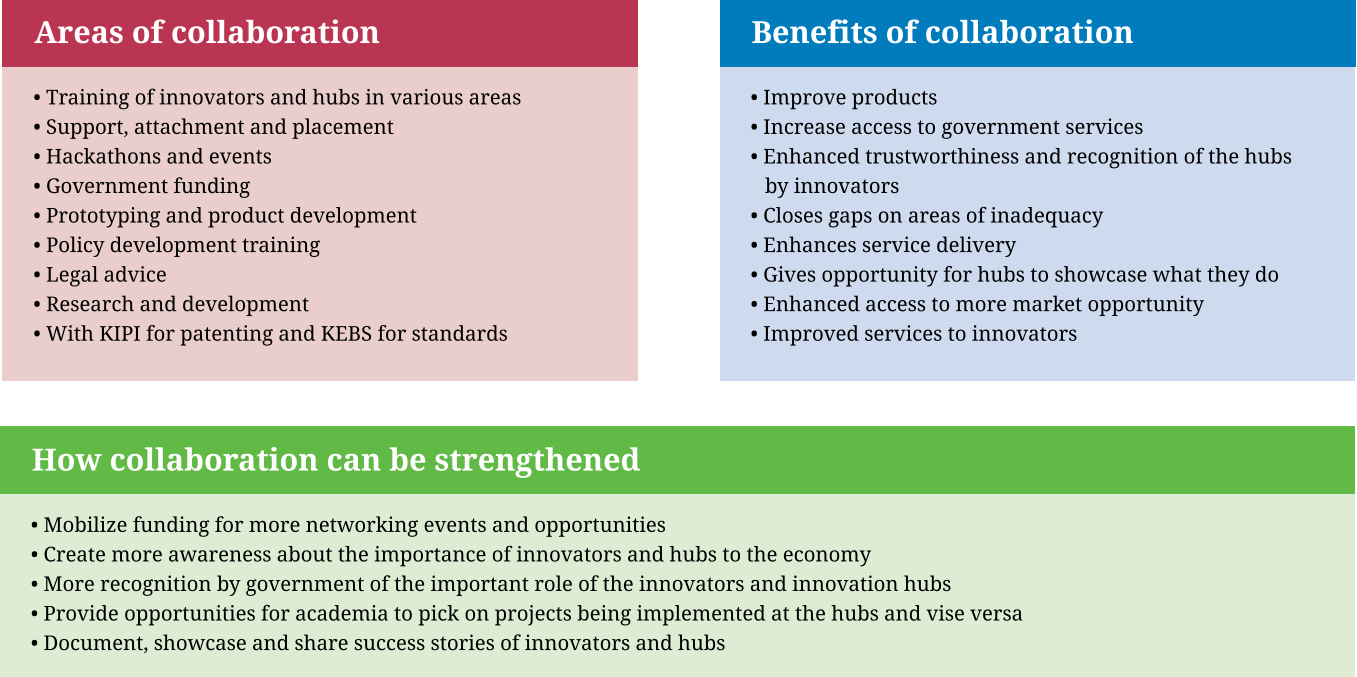 Areas of collaboration
• Training of innovators and hubs in various areas
• Support, attachment and placement
• Hackathons and events
• Government funding
• Prototyping and product development
• Policy development training
• Legal advice
• Research and development
• With KIPI for patenting and KEBS for standards
Benefits of collaboration
• Improve products
• Increase access to government services
• Enhanced trustworthiness and recognition of the hubs
by innovators
• Closes gaps on areas of inadequacy
• Enhances service delivery
• Gives opportunity for hubs to showcase what they do
• Enhanced access to more market opportunity
• Improved services to innovators
How collaboration can be strengthened
• Mobilize funding for more networking events and opportunities
• Create more awareness about the importance of innovators and hubs to the economy
• More recognition by government of the important role of the innovators and innovation hubs
• Provide opportunities for academia to pick on projects being implemented at the hubs and vise versa
• Document, showcase and share success stories of innovators and hubs